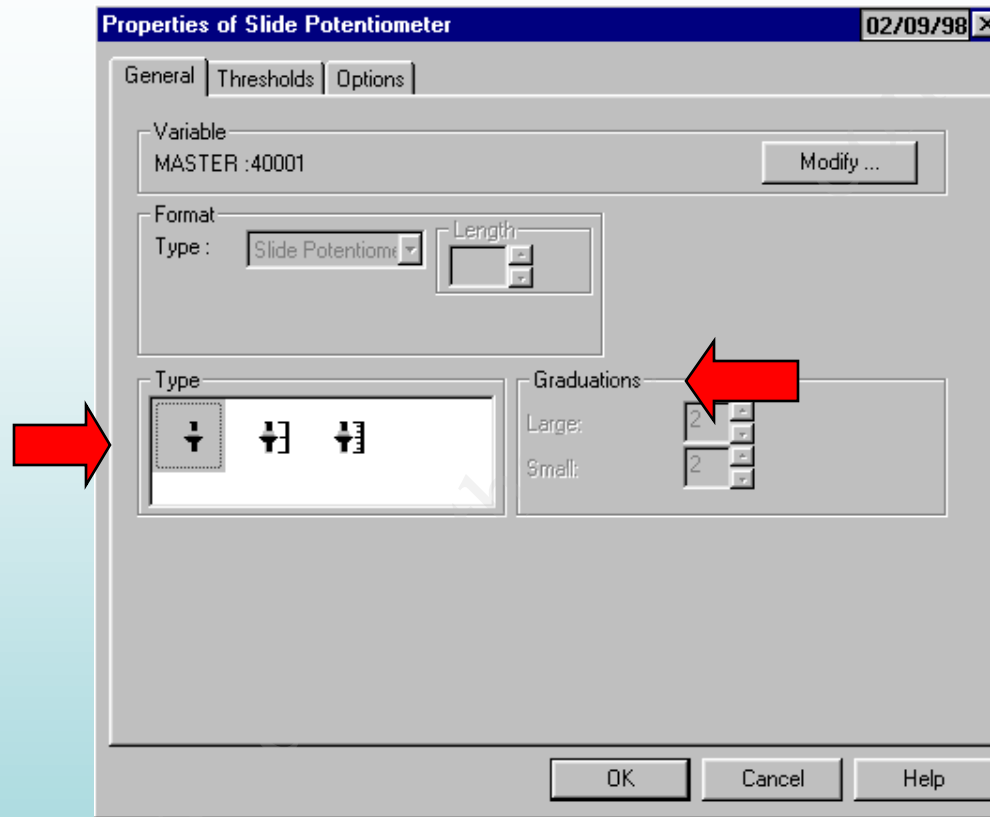 Properties of Slide Potentiometer 02/09/98
General Thresholds Options
Variable
MASTER :40001 Modify ...
Format
Type : Slide Potentiome Length
Type Graduations
Large: 2
Small: 2
OK Cancel Help